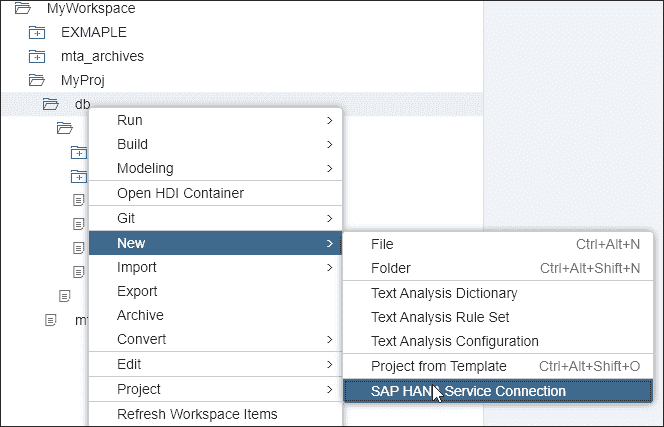 MyWorkspace
EXMAPLE
mta_archives
MyProj
db
Run
Build
Modeling
Open HDI Container
Git
New
File Ctrl+Alt+N
Import
Folder Ctrl+Alt+Shift+N
Export
Text Analysis Dictionary
Archive
Text Analysis Rule Set
Convert
Text Analysis Configuration
Edit
Project from Template Ctrl+Alt+Shift+O
Project
SAP HANA Service Connection
Refresh Workspace Items